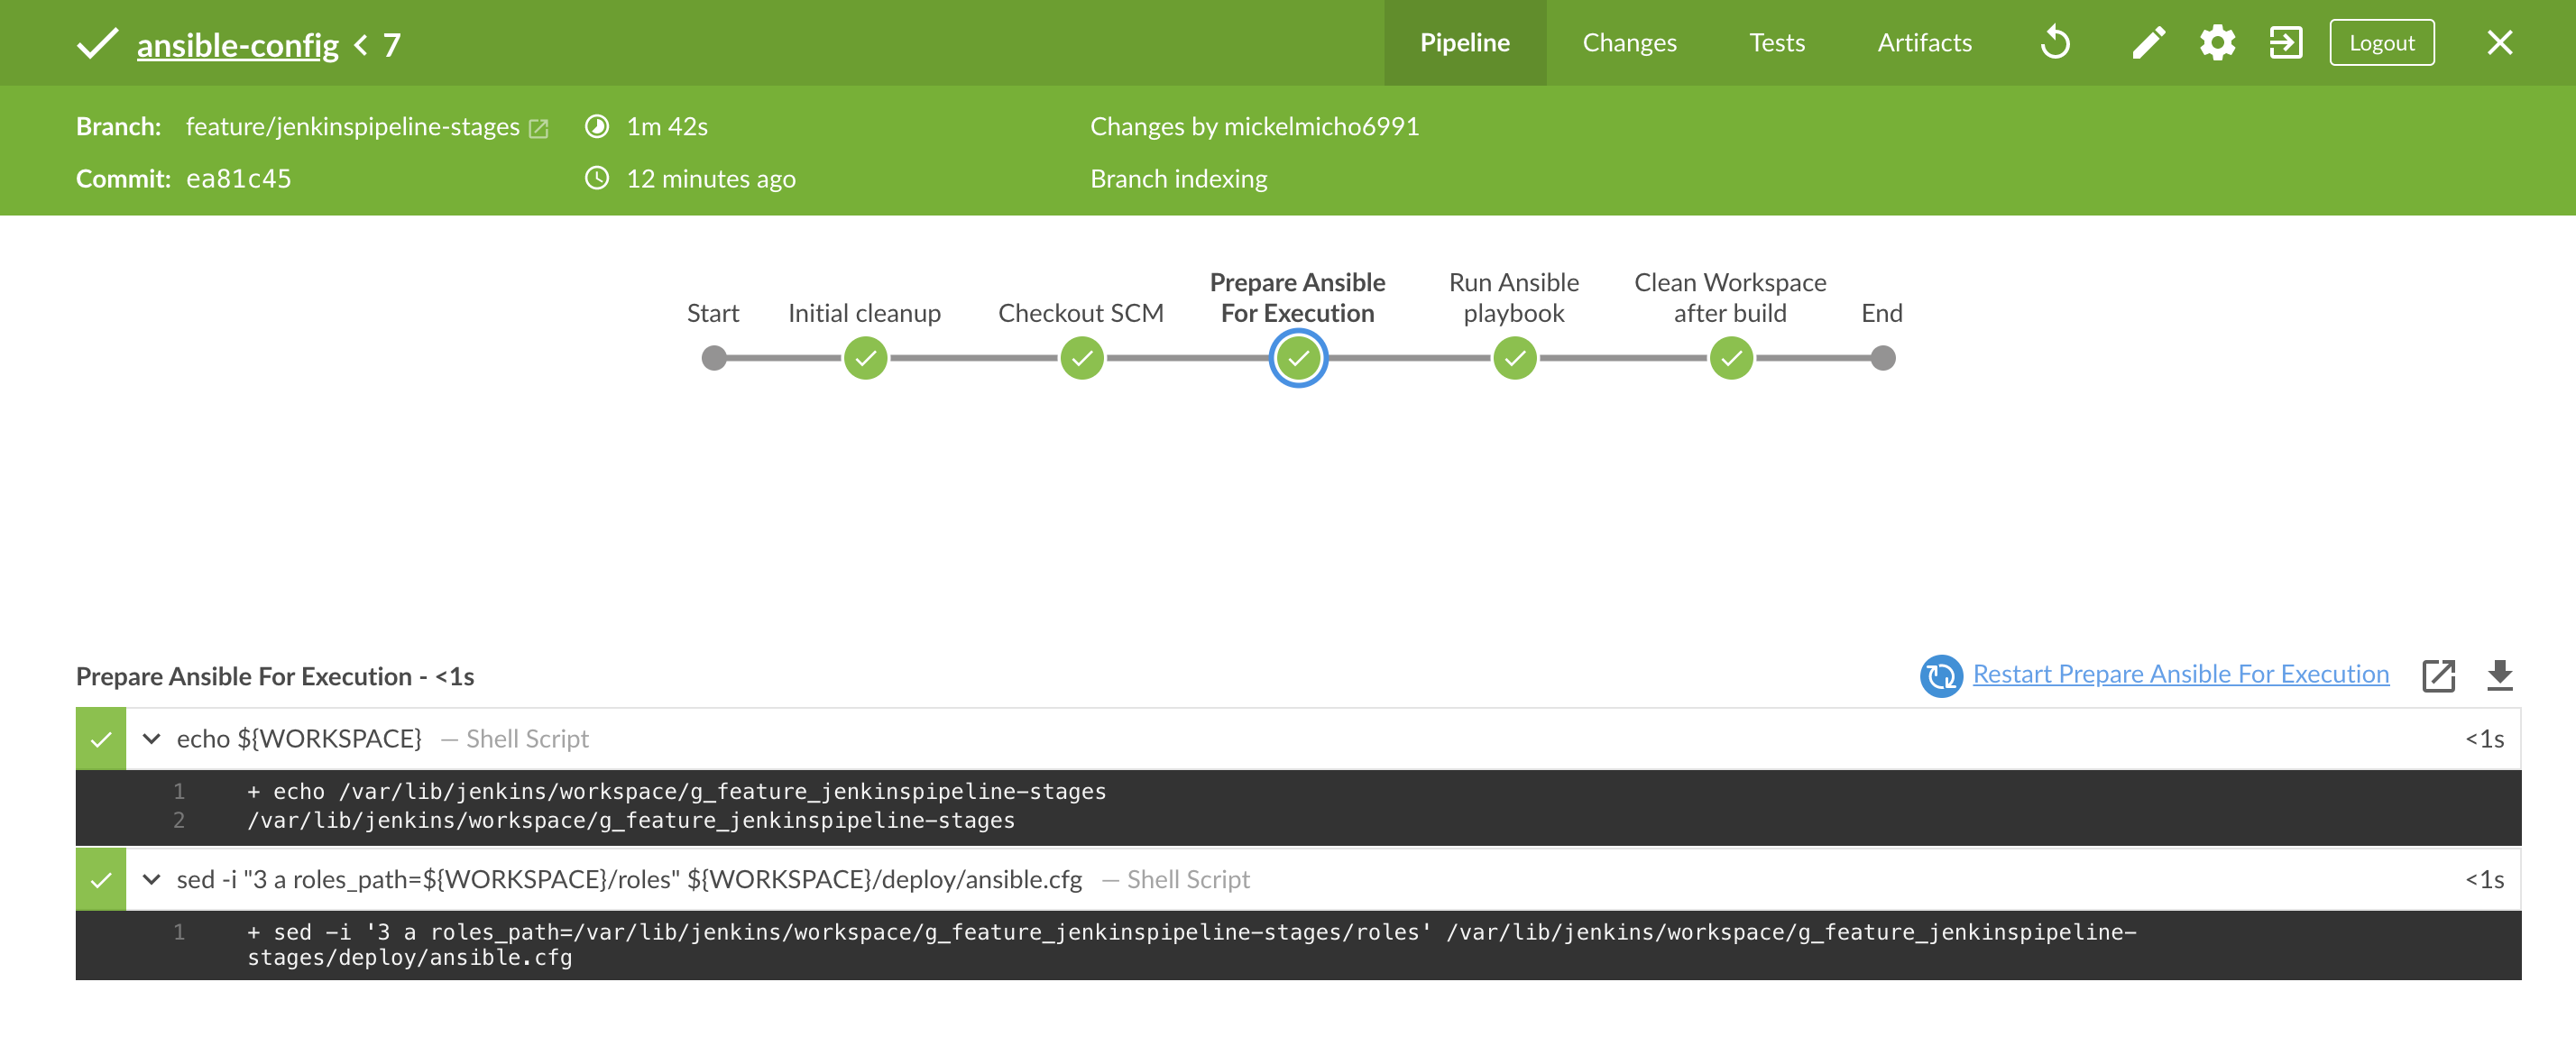 ansible-config < 7
Pipeline
Changes
Tests
Artifacts
Logout
Branch: feature/jenkinspipeline-stages
1m 42s
Changes by mickelmicho6991
Commit: ea81c45
12 minutes ago
Branch indexing
Start
Initial cleanup
Checkout SCM
Prepare Ansible
For Execution
Run Ansible
playbook
Clean Workspace
after build
End
Prepare Ansible For Execution - <1s
Restart Prepare Ansible For Execution
echo ${WORKSPACE} — Shell Script <1s
1 + echo /var/lib/jenkins/workspace/g_feature_jenkinspipeline-stages
2 /var/lib/jenkins/workspace/g_feature_jenkinspipeline-stages
sed -i "3 a roles_path=${WORKSPACE}/roles" ${WORKSPACE}/deploy/ansible.cfg — Shell Script <1s
1 + sed -i '3 a roles_path=/var/lib/jenkins/workspace/g_feature_jenkinspipeline-stages/roles' /var/lib/jenkins/workspace/g_feature_jenkinspipeline-
stages/deploy/ansible.cfg